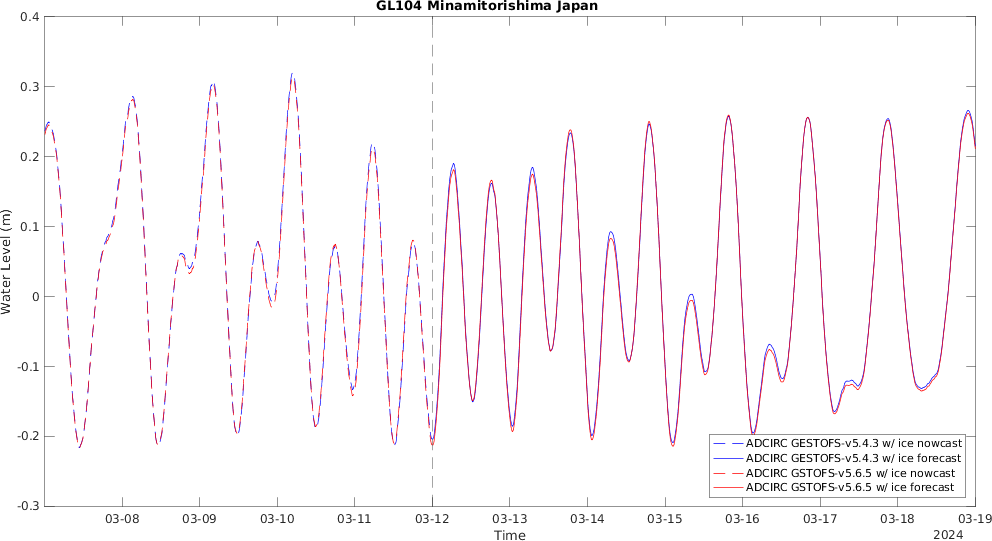 GL104 Minamitorishima Japan
0.4
0.3
0.2
0.1
0
-0.1
-0.2
-0.3
Water Level (m)
ADCIRC GESTOFS-v5.4.3 w/ ice nowcast
ADCIRC GESTOFS-v5.4.3 w/ ice forecast
ADCIRC GSTOFS-v5.6.5 w/ ice nowcast
ADCIRC GSTOFS-v5.6.5 w/ ice forecast
03-08 03-09 03-10 03-11 03-12 03-13 03-14 03-15 03-16 03-17 03-18 03-19
Time
2024